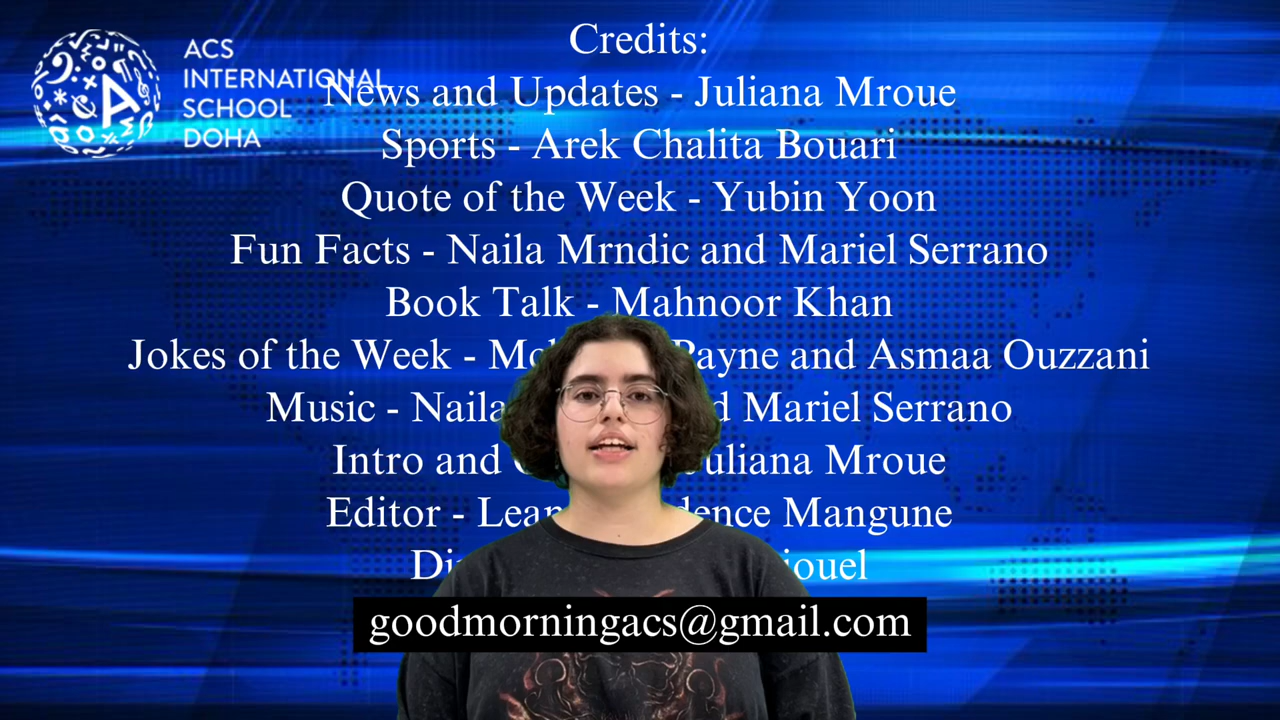 ACS
INTERNATIONAL
SCHOOL
DOHA
Credits:
News and Updates - Juliana Mroue
Sports - Arek Chalita Bouari
Quote of the Week - Yubin Yoon
Fun Facts - Naila Mrndic and Mariel Serrano
Book Talk - Mahnoor Khan
Jokes of the Week - Payne and Asmaa Ouzzani
Music - Naila Mariel Serrano
Intro and Juliana Mroue
Editor - Mangune
goodmorningacs@gmail.com